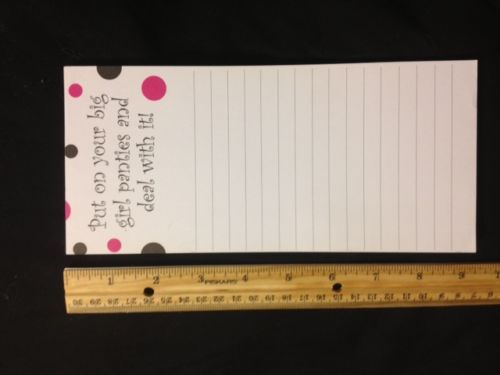 Put on your big
girl panties and
deal with it!
1 2 3 4 5 6 7 8 9